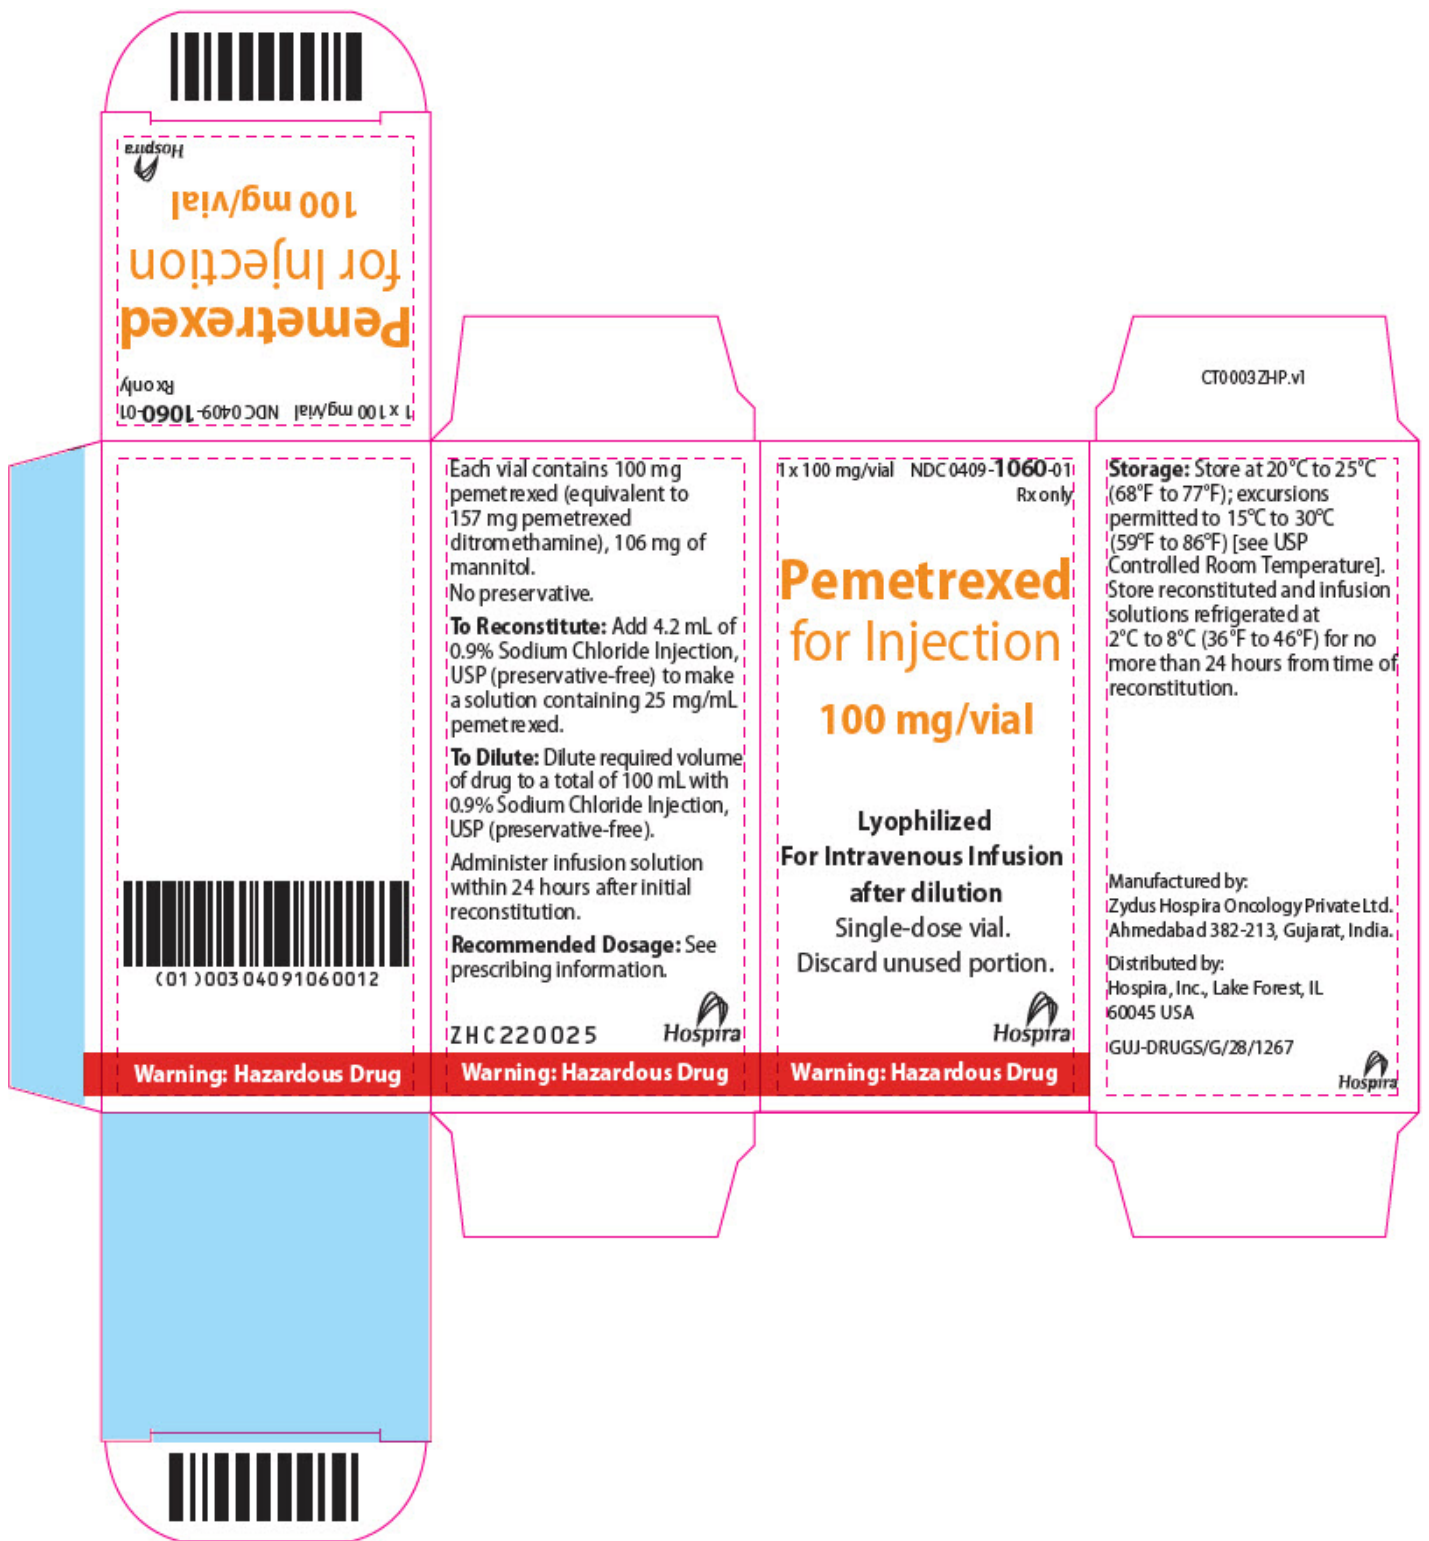 Hospira
100 mg/vial
for Injection
Pemetrexed
Rx only
1 x 100 mg/vial NDC 0409-1060-01
(01)00304091060012
Warning: Hazardous Drug
Each vial contains 100 mg
pemetrexed (equivalent to
157 mg pemetrexed
ditromethamine), 106 mg of
mannitol.
No preservative.
To Reconstitute: Add 4.2 mL of
0.9% Sodium Chloride Injection,
USP (preservative-free) to make
a solution containing 25 mg/mL
pemetrexed.
To Dilute: Dilute required volume
of drug to a total of 100 mL with
0.9% Sodium Chloride Injection,
USP (preservative-free).
Administer infusion solution
within 24 hours after initial
reconstitution.
Recommended Dosage: See
prescribing information.
ZHC220025
Hospira
Warning: Hazardous Drug
1 x 100 mg/vial NDC 0409-1060-01
Rx only
Pemetrexed
for Injection
100 mg/vial
Lyophilized
For Intravenous Infusion
after dilution
Single-dose vial.
Discard unused portion.
Hospira
Warning: Hazardous Drug
CT0003ZHP.v1
Storage: Store at 20°C to 25°C
(68°F to 77°F); excursions
permitted to 15°C to 30°C
(59°F to 86°F) [see USP
Controlled Room Temperature].
Store reconstituted and infusion
solutions refrigerated at
2°C to 8°C (36°F to 46°F) for no
more than 24 hours from time of
reconstitution.
Manufactured by:
Zydus Hospira Oncology Private Ltd.
Ahmedabad 382-213, Gujarat, India.
Distributed by:
Hospira, Inc., Lake Forest, IL
60045 USA
GUJ-DRUGS/G/28/1267
Hospira